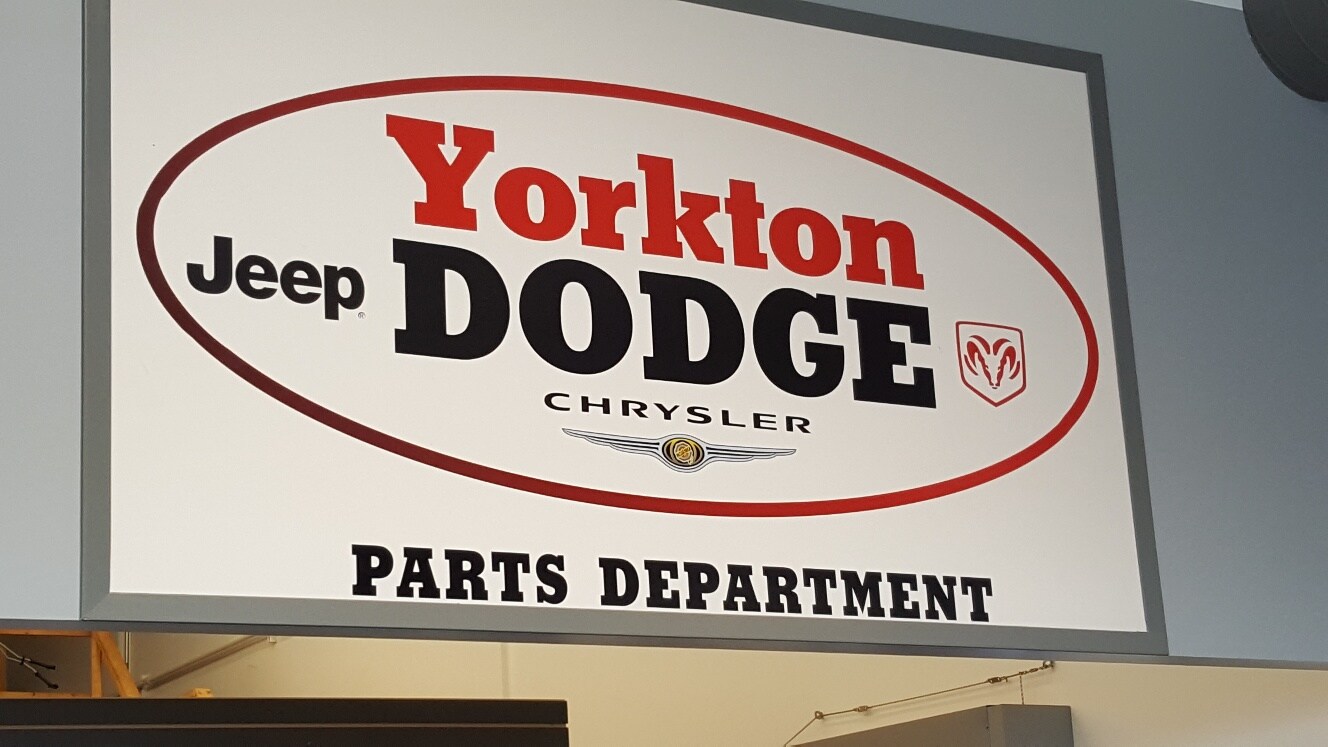 Yorkton
Jeep
DODGE
CHRYSLER
PARTS DEPARTMENT